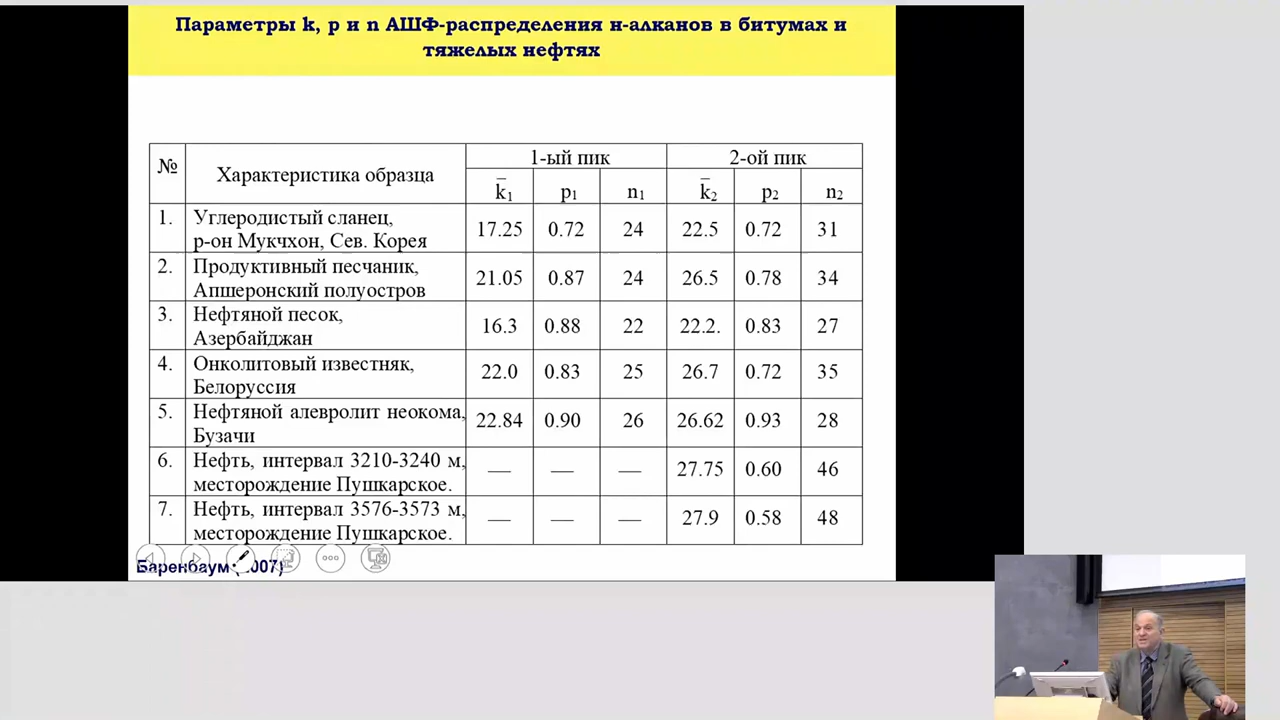 Параметры k, p и n АШФ-распределения н-алканов в битумах и
тяжелых нефтях
№ Характеристика образца 1-ый пик 2-ой пик
k̅1 p1 n1 k̅2 p2 n2
1. Углеродистый сланец,
р-он Мукчхон, Сев. Корея 17.25 0.72 24 22.5 0.72 31
2. Продуктивный песчаник,
Апшеронский полуостров 21.05 0.87 24 26.5 0.78 34
3. Нефтяной песок,
Азербайджан 16.3 0.88 22 22.2. 0.83 27
4. Онколитовый известняк,
Белоруссия 22.0 0.83 25 26.7 0.72 35
5. Нефтяной алевролит неокома,
Бузачи 22.84 0.90 26 26.62 0.93 28
6. Нефть, интервал 3210-3240 м,
месторождение Пушкарское. — — — 27.75 0.60 46
7. Нефть, интервал 3576-3573 м,
месторождение Пушкарское. — — — 27.9 0.58 48
Баренбаум